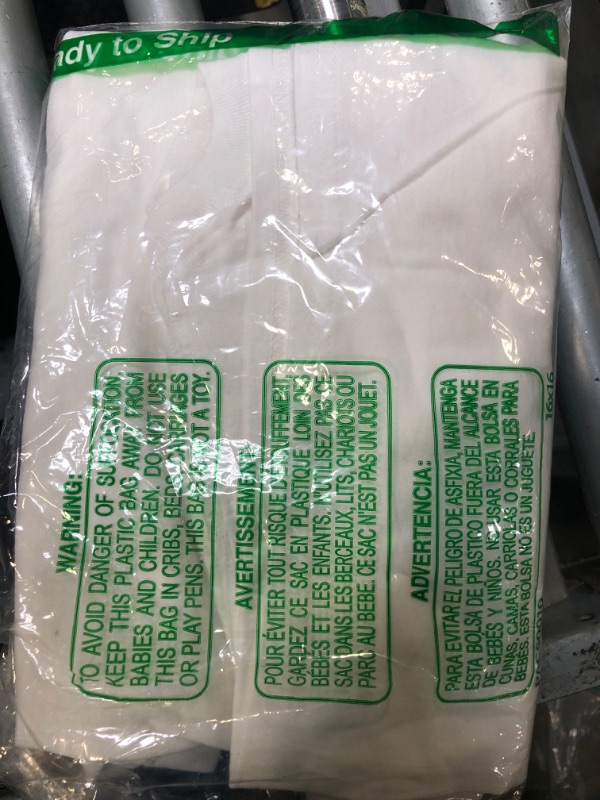 ady to Ship
WARNING:
TO AVOID DANGER OF SUFFOCATION
KEEP THIS PLASTIC BAG AWAY FROM
BABIES AND CHILDREN. DO NOT USE
THIS BAG IN CRIBS, BEDS, CARRIAGES
OR PLAY PENS. THIS BAG IS NOT A TOY.
AVERTISSEMENT:
POUR ÉVITER TOUT RISQUE D'ÉTOUFFEMENT,
GARDEZ CE SAC EN PLASTIQUE LOIN DES
BÉBÉS ET LES ENFANTS. N'UTILISEZ PAS CE
SAC DANS LES BERCEAUX, LITS, CHARIOTS OU
PARC AU BEBE. CE SAC N'EST PAS UN JOUET.
ADVERTENCIA:
PARA EVITAR EL PELIGRO DE ASFIXIA, MANTENGA
ESTA BOLSA DE PLASTICO FUERA DEL ALCANCE
DE BEBÉS Y NIÑOS. NO USAR ESTA BOLSA EN
CUNAS, CAMAS, CARRIOLAS O CORRALES PARA
BEBES. ESTA BOLSA NO ES UN JUGUETE.
16x16